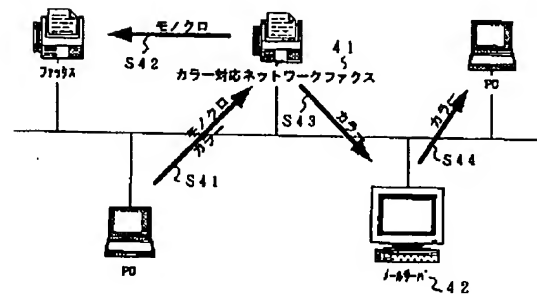 モノクロ
S42
ファックス
カラー対応ネットワークファクス
41
PC
モノクロ
カラー
S41
S43
カラー
カラー
S44
PC
メールサーバ
42